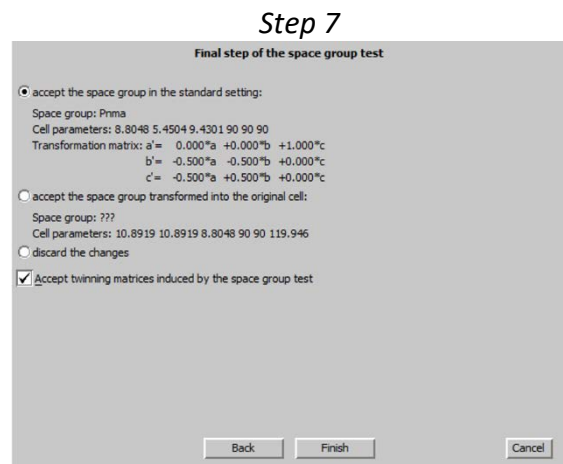 Step 7
Final step of the space group test
accept the space group in the standard setting:
Space group: Pnma
Cell parameters: 8.8048 5.4504 9.4301 90 90 90
Transformation matrix: a'= 0.000*a +0.000*b +1.000*c
b'= -0.500*a -0.500*b +0.000*c
c'= -0.500*a +0.500*b +0.000*c
accept the space group transformed into the original cell:
Space group: ???
Cell parameters: 10.8919 10.8919 8.8048 90 90 119.946
discard the changes
Accept twinning matrices induced by the space group test
Back Finish Cancel